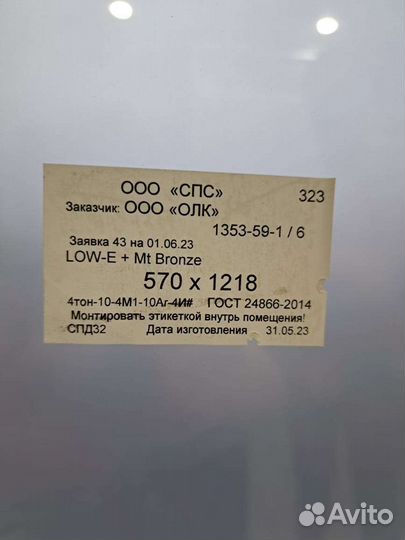 ООО «СПС» 323
Заказчик: ООО «ОЛК»
1353-59-1 / 6
Заявка 43 на 01.06.23
LOW-E + Mt Bronze
570 x 1218
4тон-10-4М1-10Ar-4И# ГОСТ 24866-2014
Монтировать этикеткой внутрь помещения!
СПД32 Дата изготовления 31.05.23
Avito